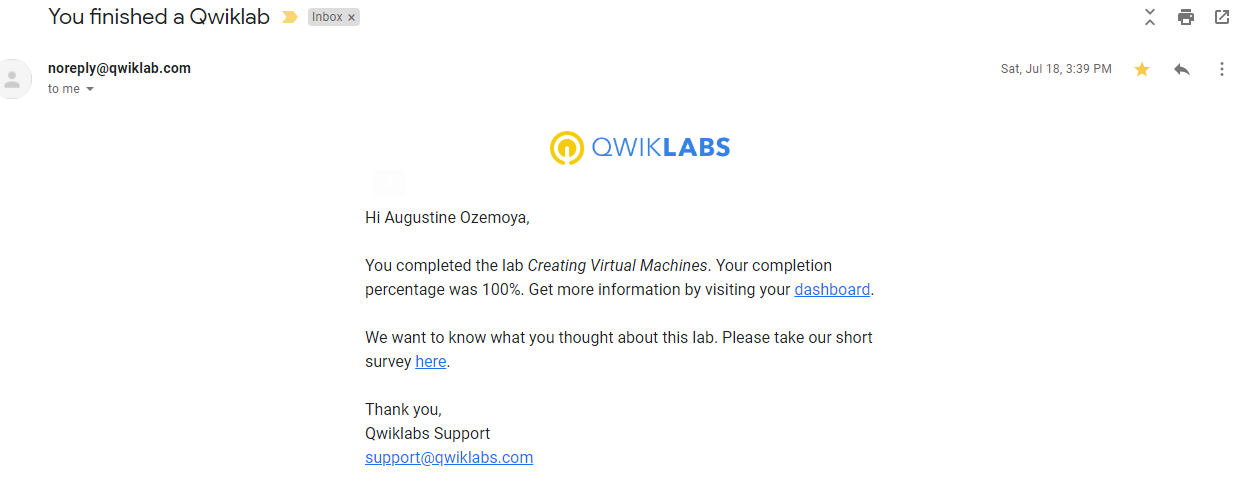 You finished a Qwiklab
Inbox ×
noreply@qwiklab.com
Sat, Jul 18, 3:39 PM
to me
QWIKLABS
Hi Augustine Ozemoya,
You completed the lab Creating Virtual Machines. Your completion
percentage was 100%. Get more information by visiting your dashboard.
We want to know what you thought about this lab. Please take our short
survey here.
Thank you,
Qwiklabs Support
support@qwiklabs.com